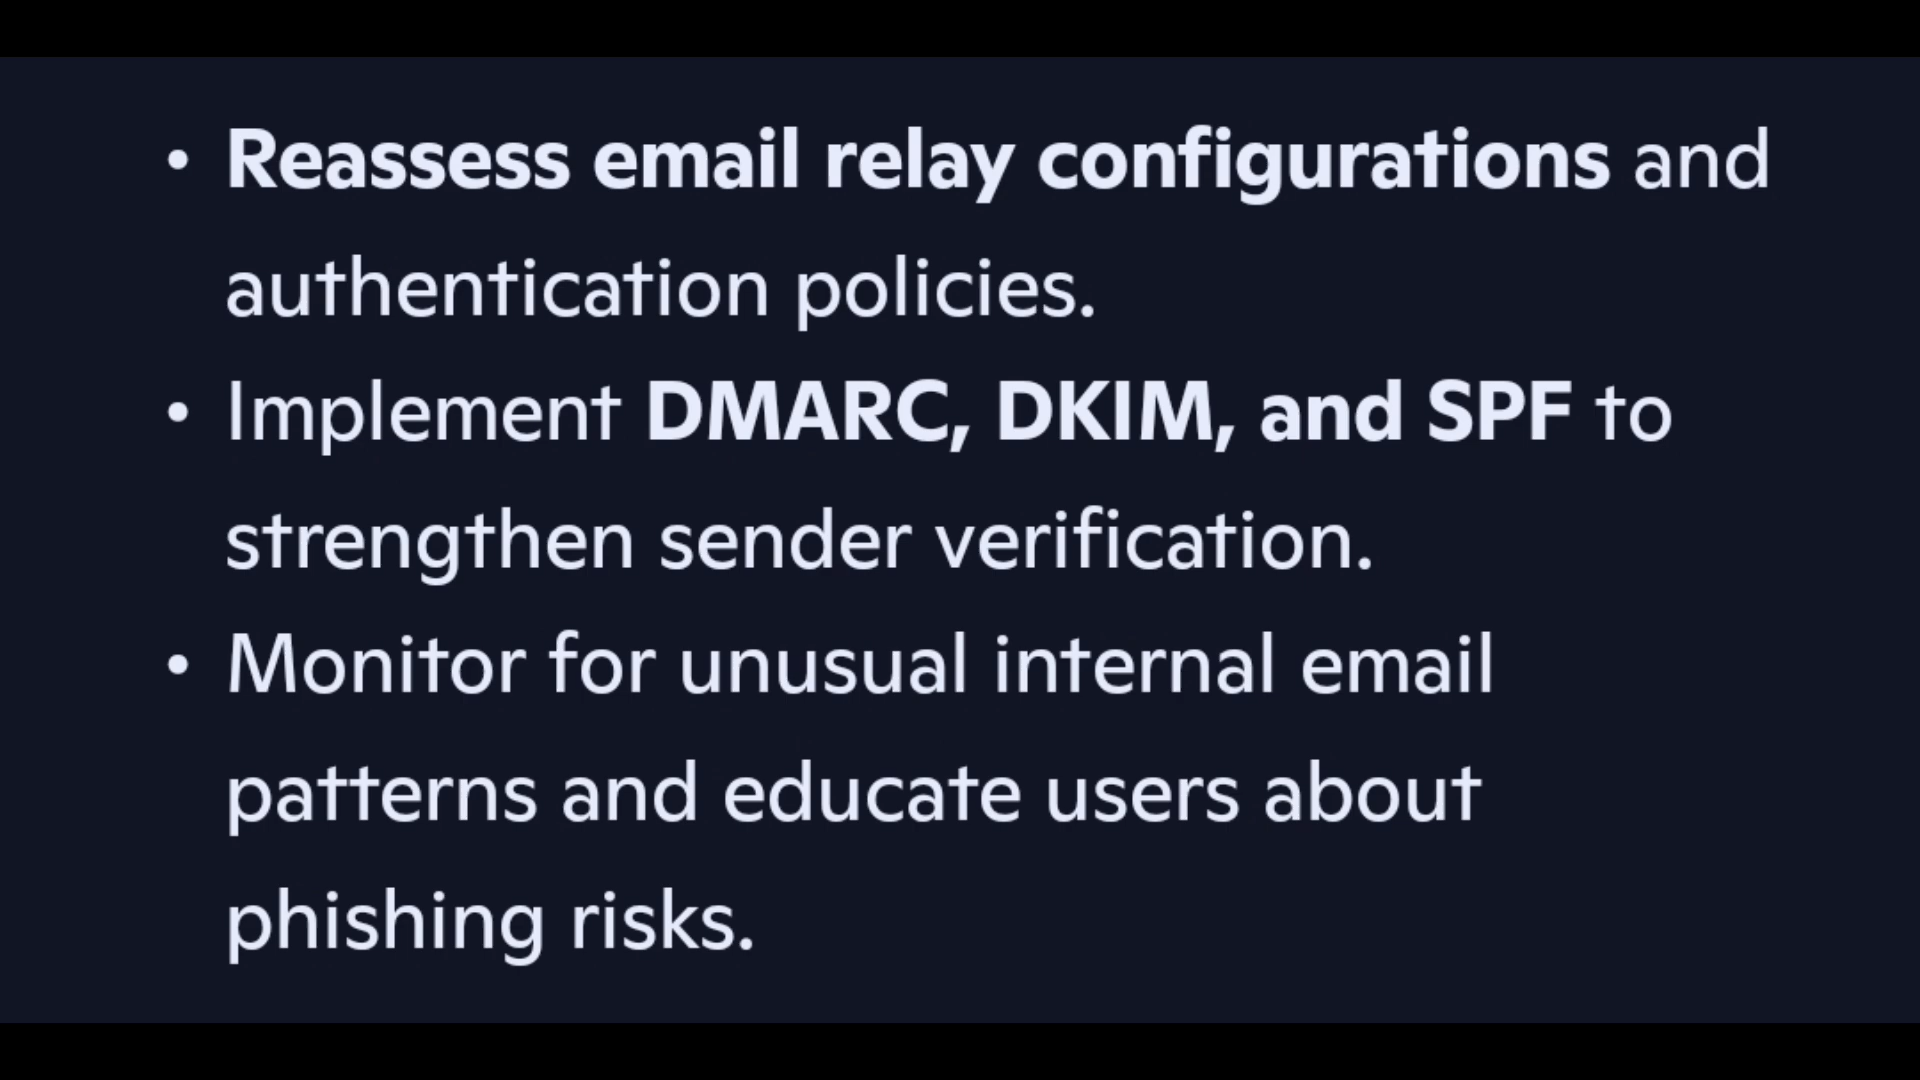 • Reassess email relay configurations and
authentication policies.
• Implement DMARC, DKIM, and SPF to
strengthen sender verification.
• Monitor for unusual internal email
patterns and educate users about
phishing risks.